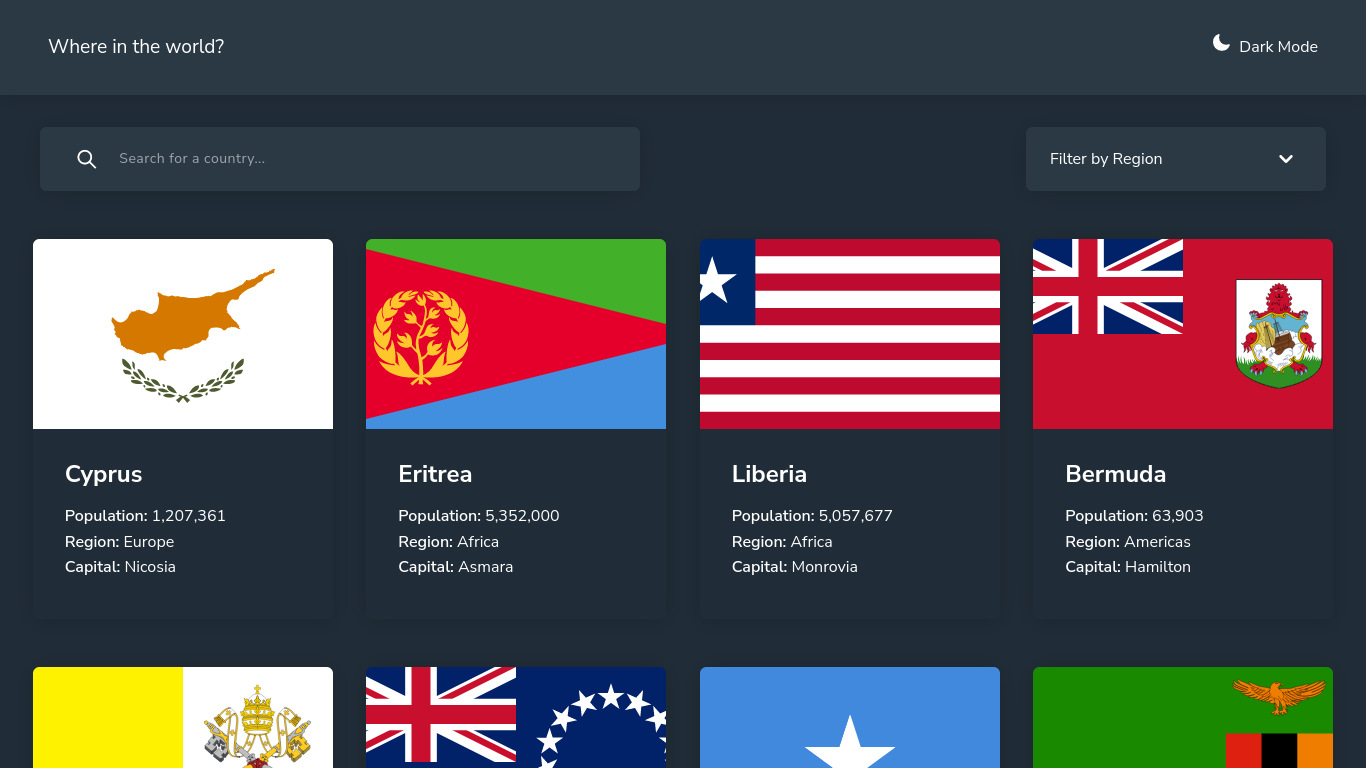 Where in the world?
Dark Mode
Search for a country...
Filter by Region
Cyprus
Population: 1,207,361
Region: Europe
Capital: Nicosia
Eritrea
Population: 5,352,000
Region: Africa
Capital: Asmara
Liberia
Population: 5,057,677
Region: Africa
Capital: Monrovia
Bermuda
Population: 63,903
Region: Americas
Capital: Hamilton